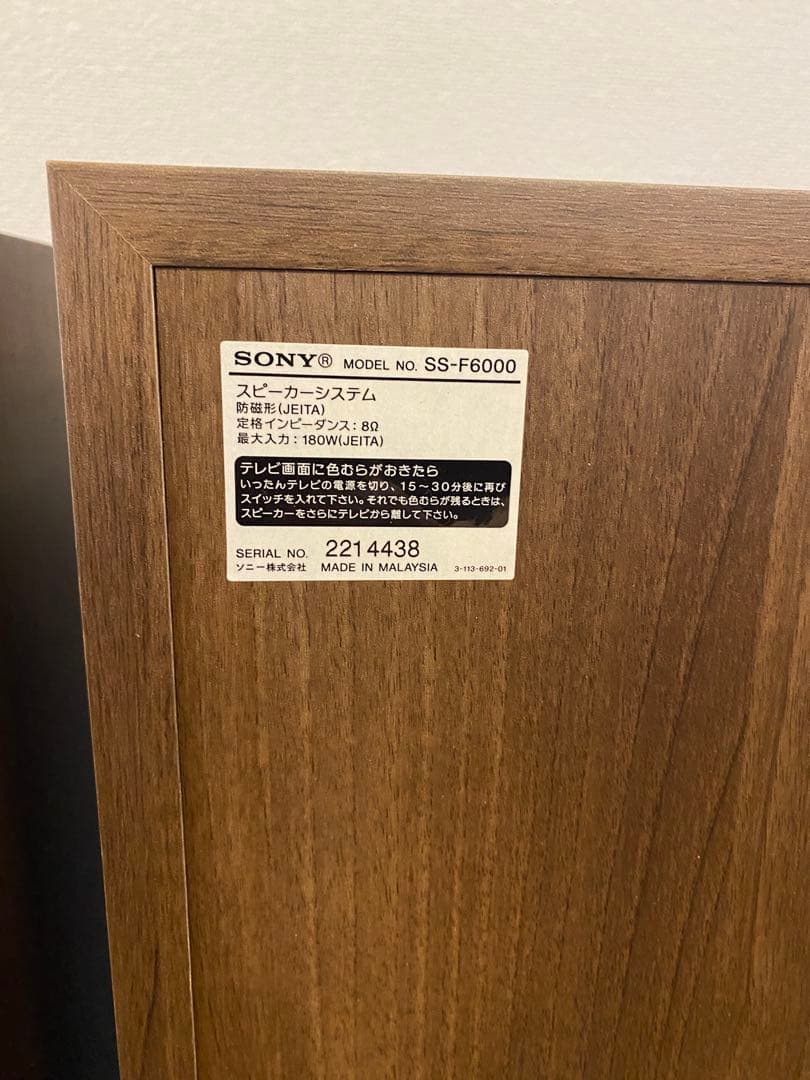 SONY® MODEL NO. SS-F6000
スピーカーシステム
防磁形(JEITA)
定格インピーダンス：8Ω
最大入力：180W(JEITA)
テレビ画面に色むらがおきたら
いったんテレビの電源を切り、15～30分後に再び
スイッチを入れて下さい。それでも色むらが残るときは、
スピーカーをさらにテレビから離して下さい。
SERIAL NO. 2214438
ソニー株式会社 MADE IN MALAYSIA 3-113-692-01